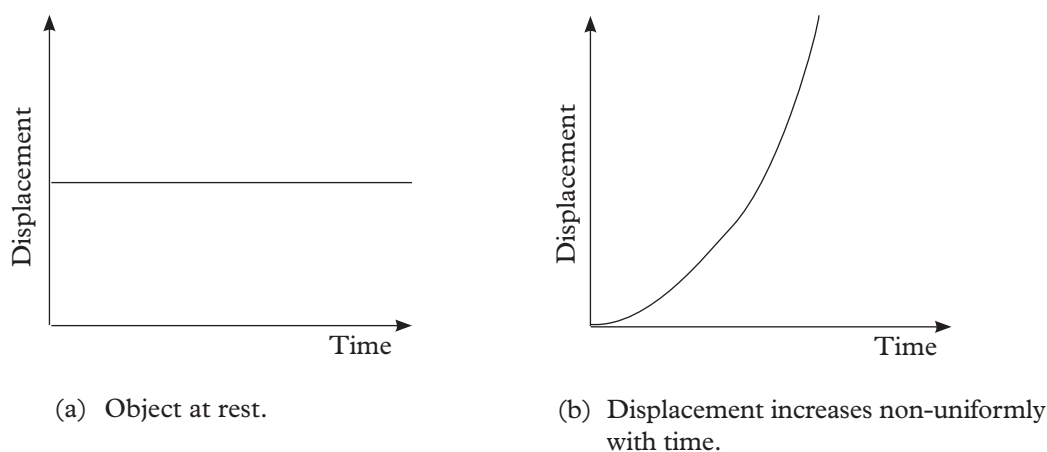 Displacement
Time
(a) Object at rest.
Displacement
Time
(b) Displacement increases non-uniformly
with time.